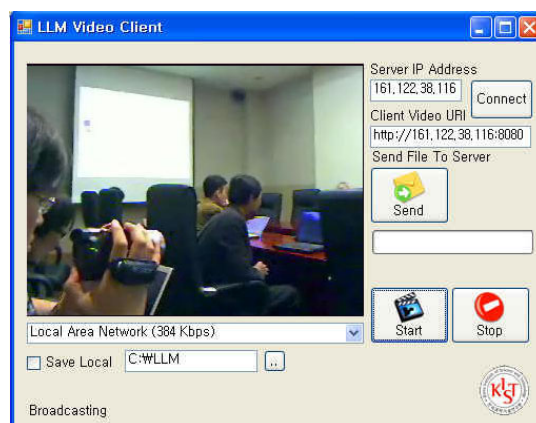 LLM Video Client
Server IP Address
161,122,38,116
Connect
Client Video URI
http://161,122,38,116:8080
Send File To Server
Send
Local Area Network (384 Kbps)
Start
Stop
Save Local
C:₩LLM
..
Broadcasting
KIST